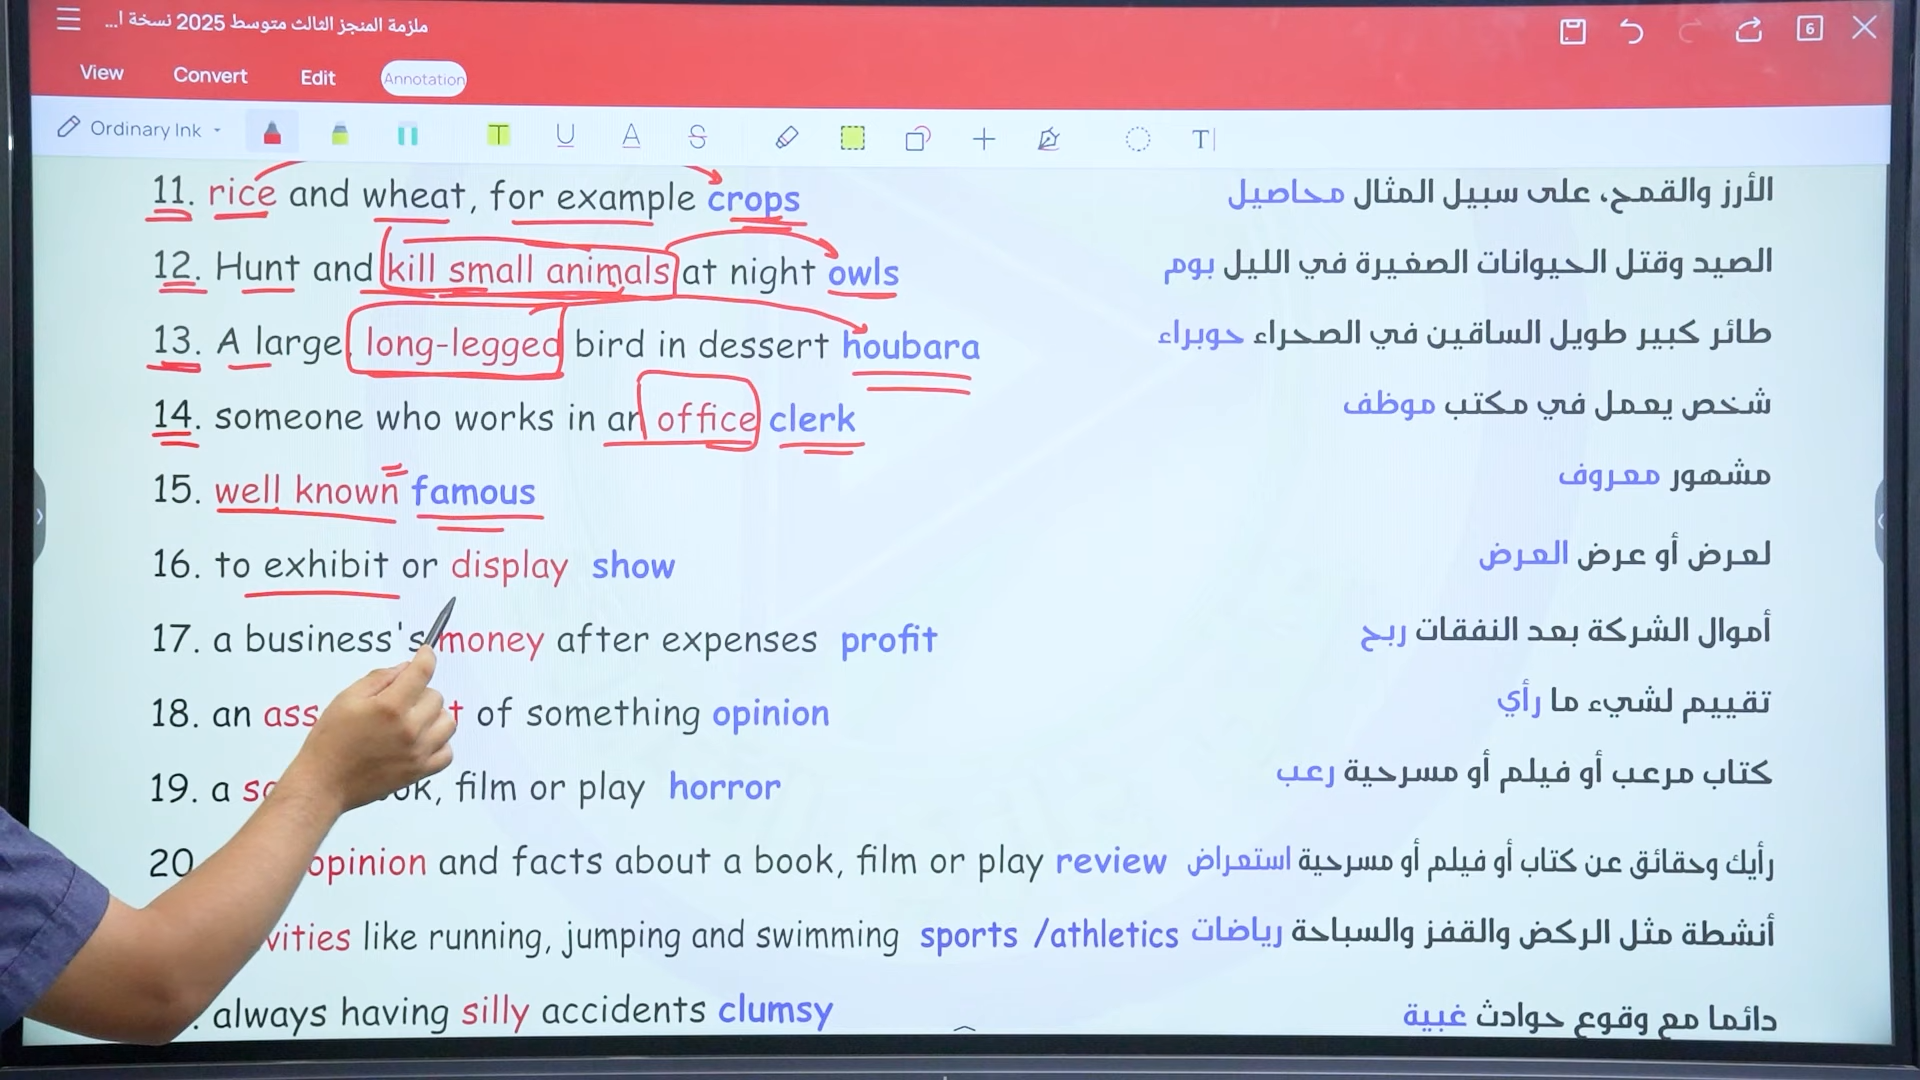 ملزمة المنجز الثالث متوسط 2025 نسخة ا...
6
View Convert Edit Annotation
Ordinary Ink
11. rice and wheat, for example crops الأرز والقمح، على سبيل المثال محاصيل
12. Hunt and kill small animals at night owls الصيد وقتل الحيوانات الصغيرة في الليل بوم
13. A large long-legged bird in dessert houbara طائر كبير طويل الساقين في الصحراء حوبراء
14. someone who works in an office clerk شخص يعمل في مكتب موظف
15. well known famous مشهور معروف
16. to exhibit or display show لعرض أو عرض العرض
17. a business's money after expenses profit أموال الشركة بعد النفقات ربح
18. an of something opinion تقييم لشيء ما رأي
19. a film or play horror كتاب مرعب أو فيلم أو مسرحية رعب
20 opinion and facts about a book, film or play review رأيك وحقائق عن كتاب أو فيلم أو مسرحية استعراض
like running, jumping and swimming sports /athletics أنشطة مثل الركض والقفز والسباحة رياضات
. always having silly accidents clumsy دائما مع وقوع حوادث غبية